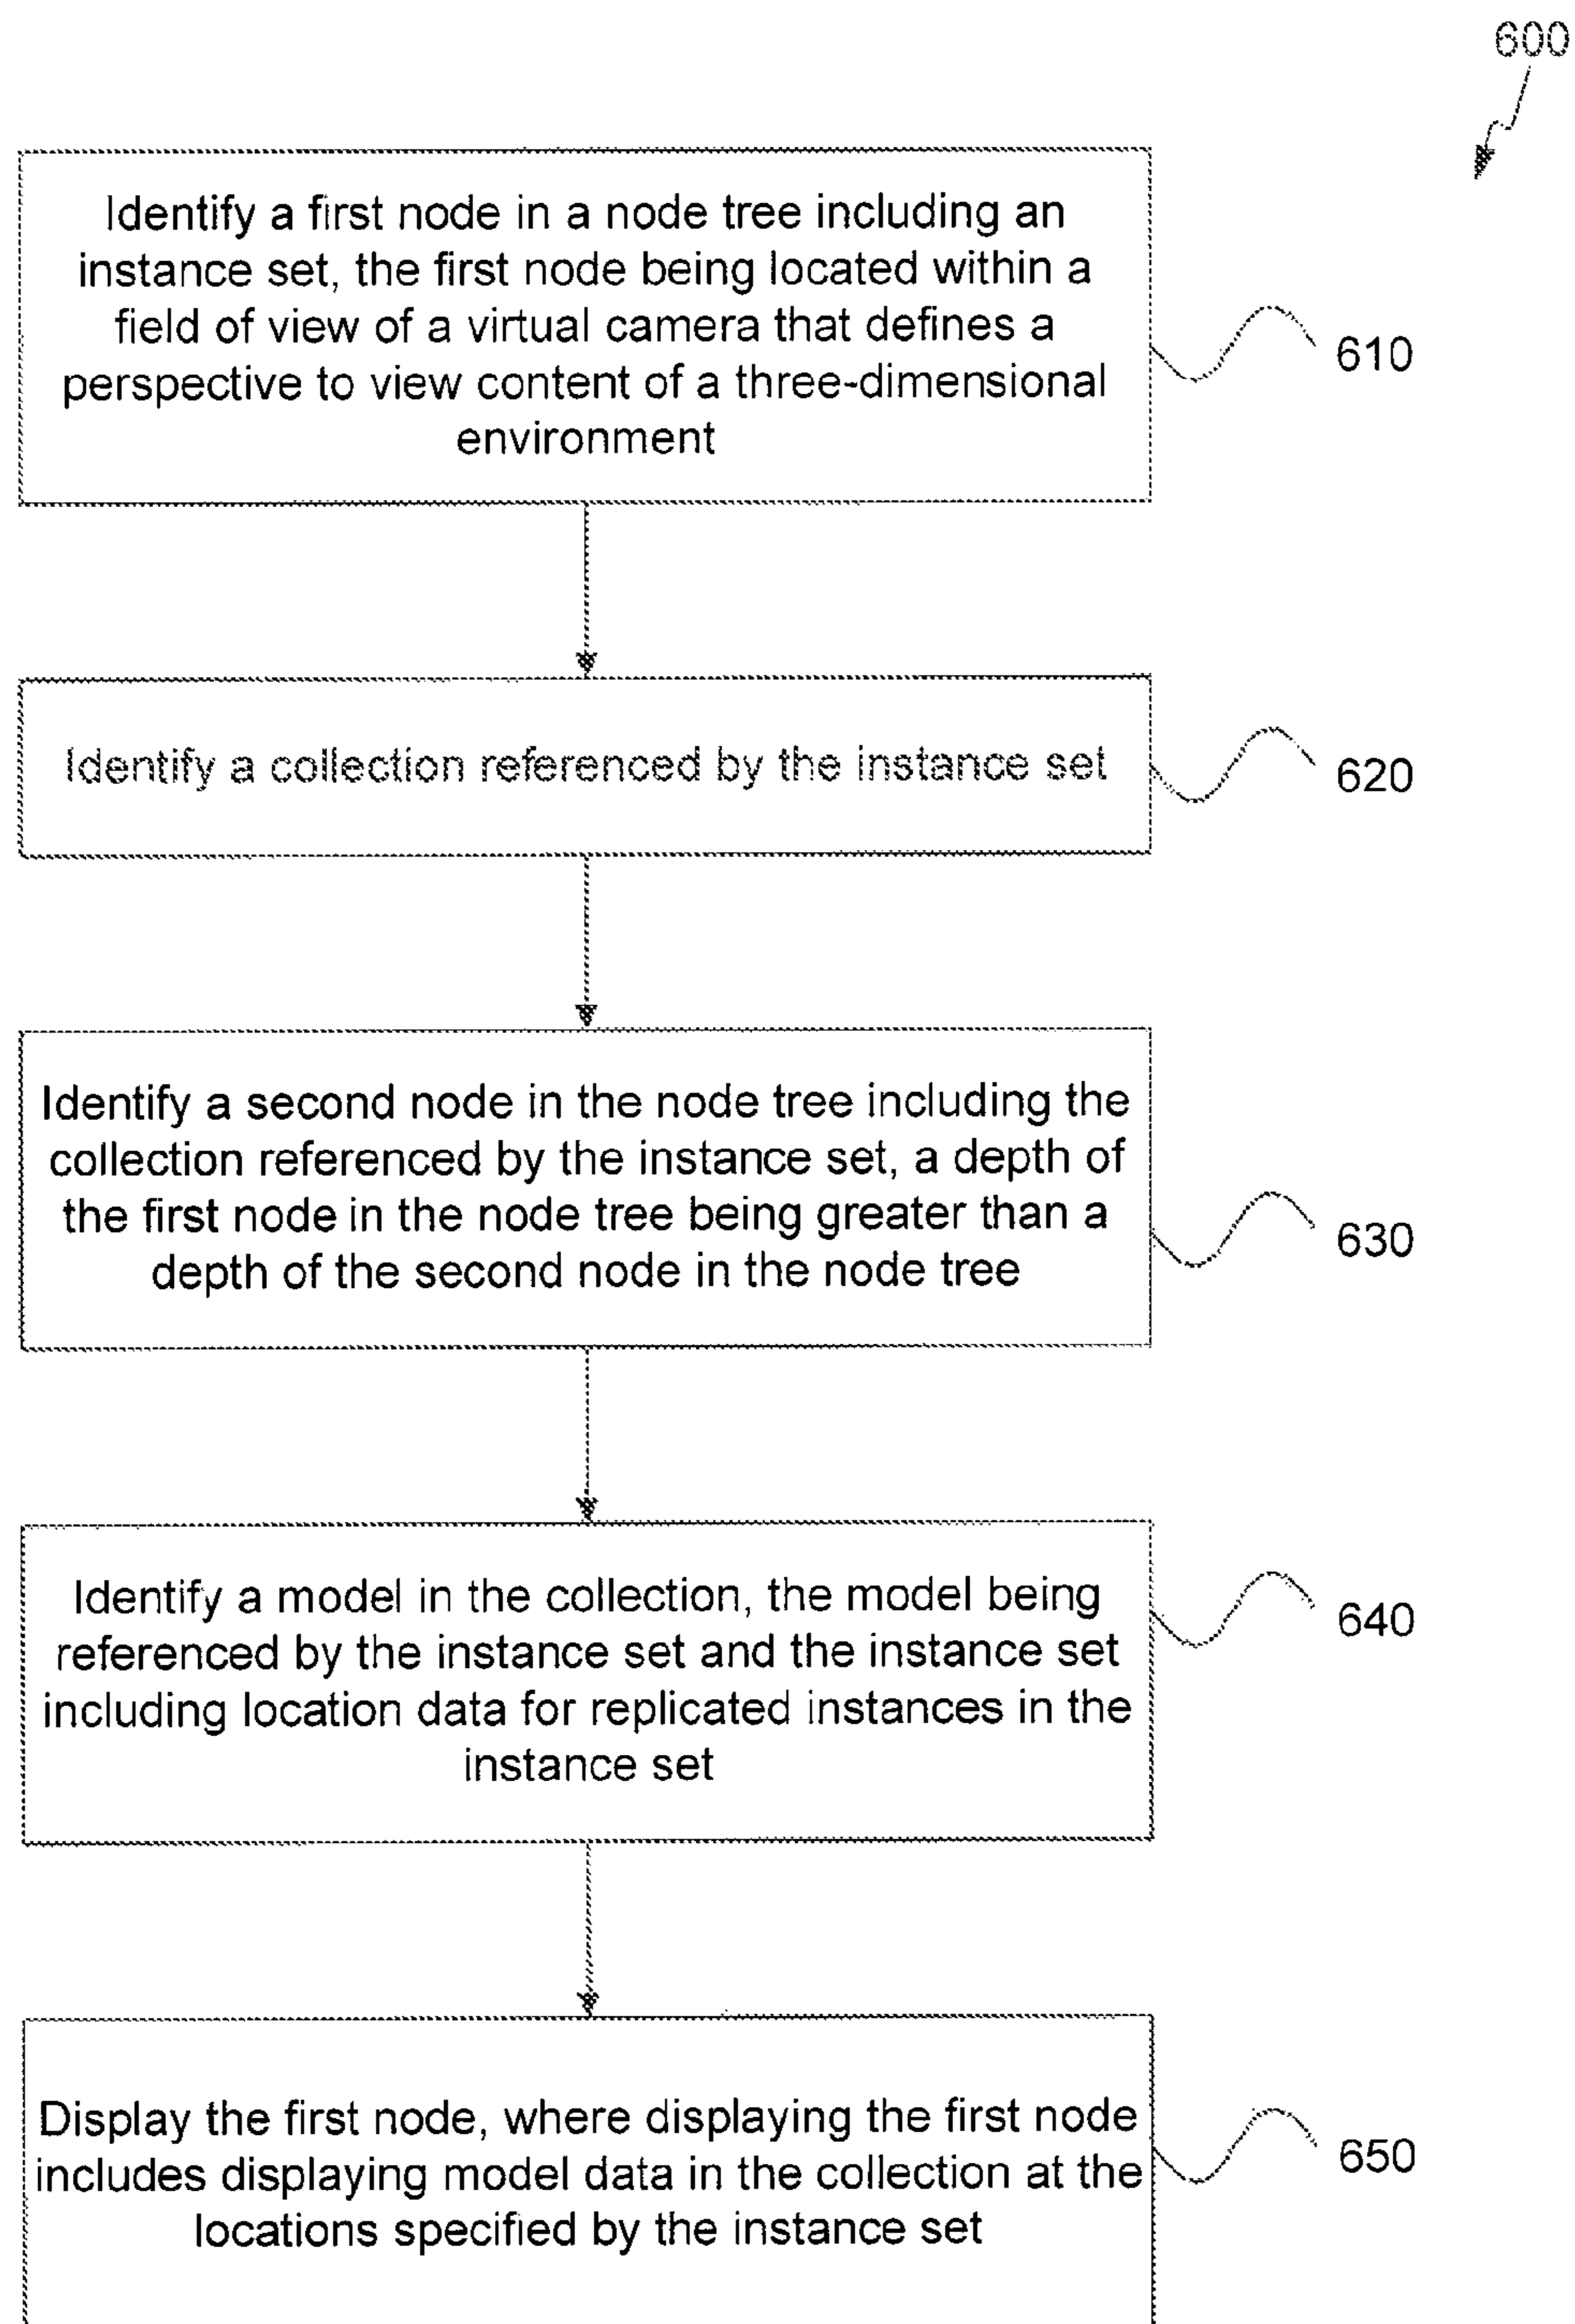 600
Identify a first node in a node tree including an
instance set, the first node being located within a
field of view of a virtual camera that defines a
perspective to view content of a three-dimensional
environment
610
Identify a collection referenced by the instance set
620
Identify a second node in the node tree including the
collection referenced by the instance set, a depth of
the first node in the node tree being greater than a
depth of the second node in the node tree
630
Identify a model in the collection, the model being
referenced by the instance set and the instance set
including location data for replicated instances in the
instance set
640
Display the first node, where displaying the first node
includes displaying model data in the collection at the
locations specified by the instance set
650